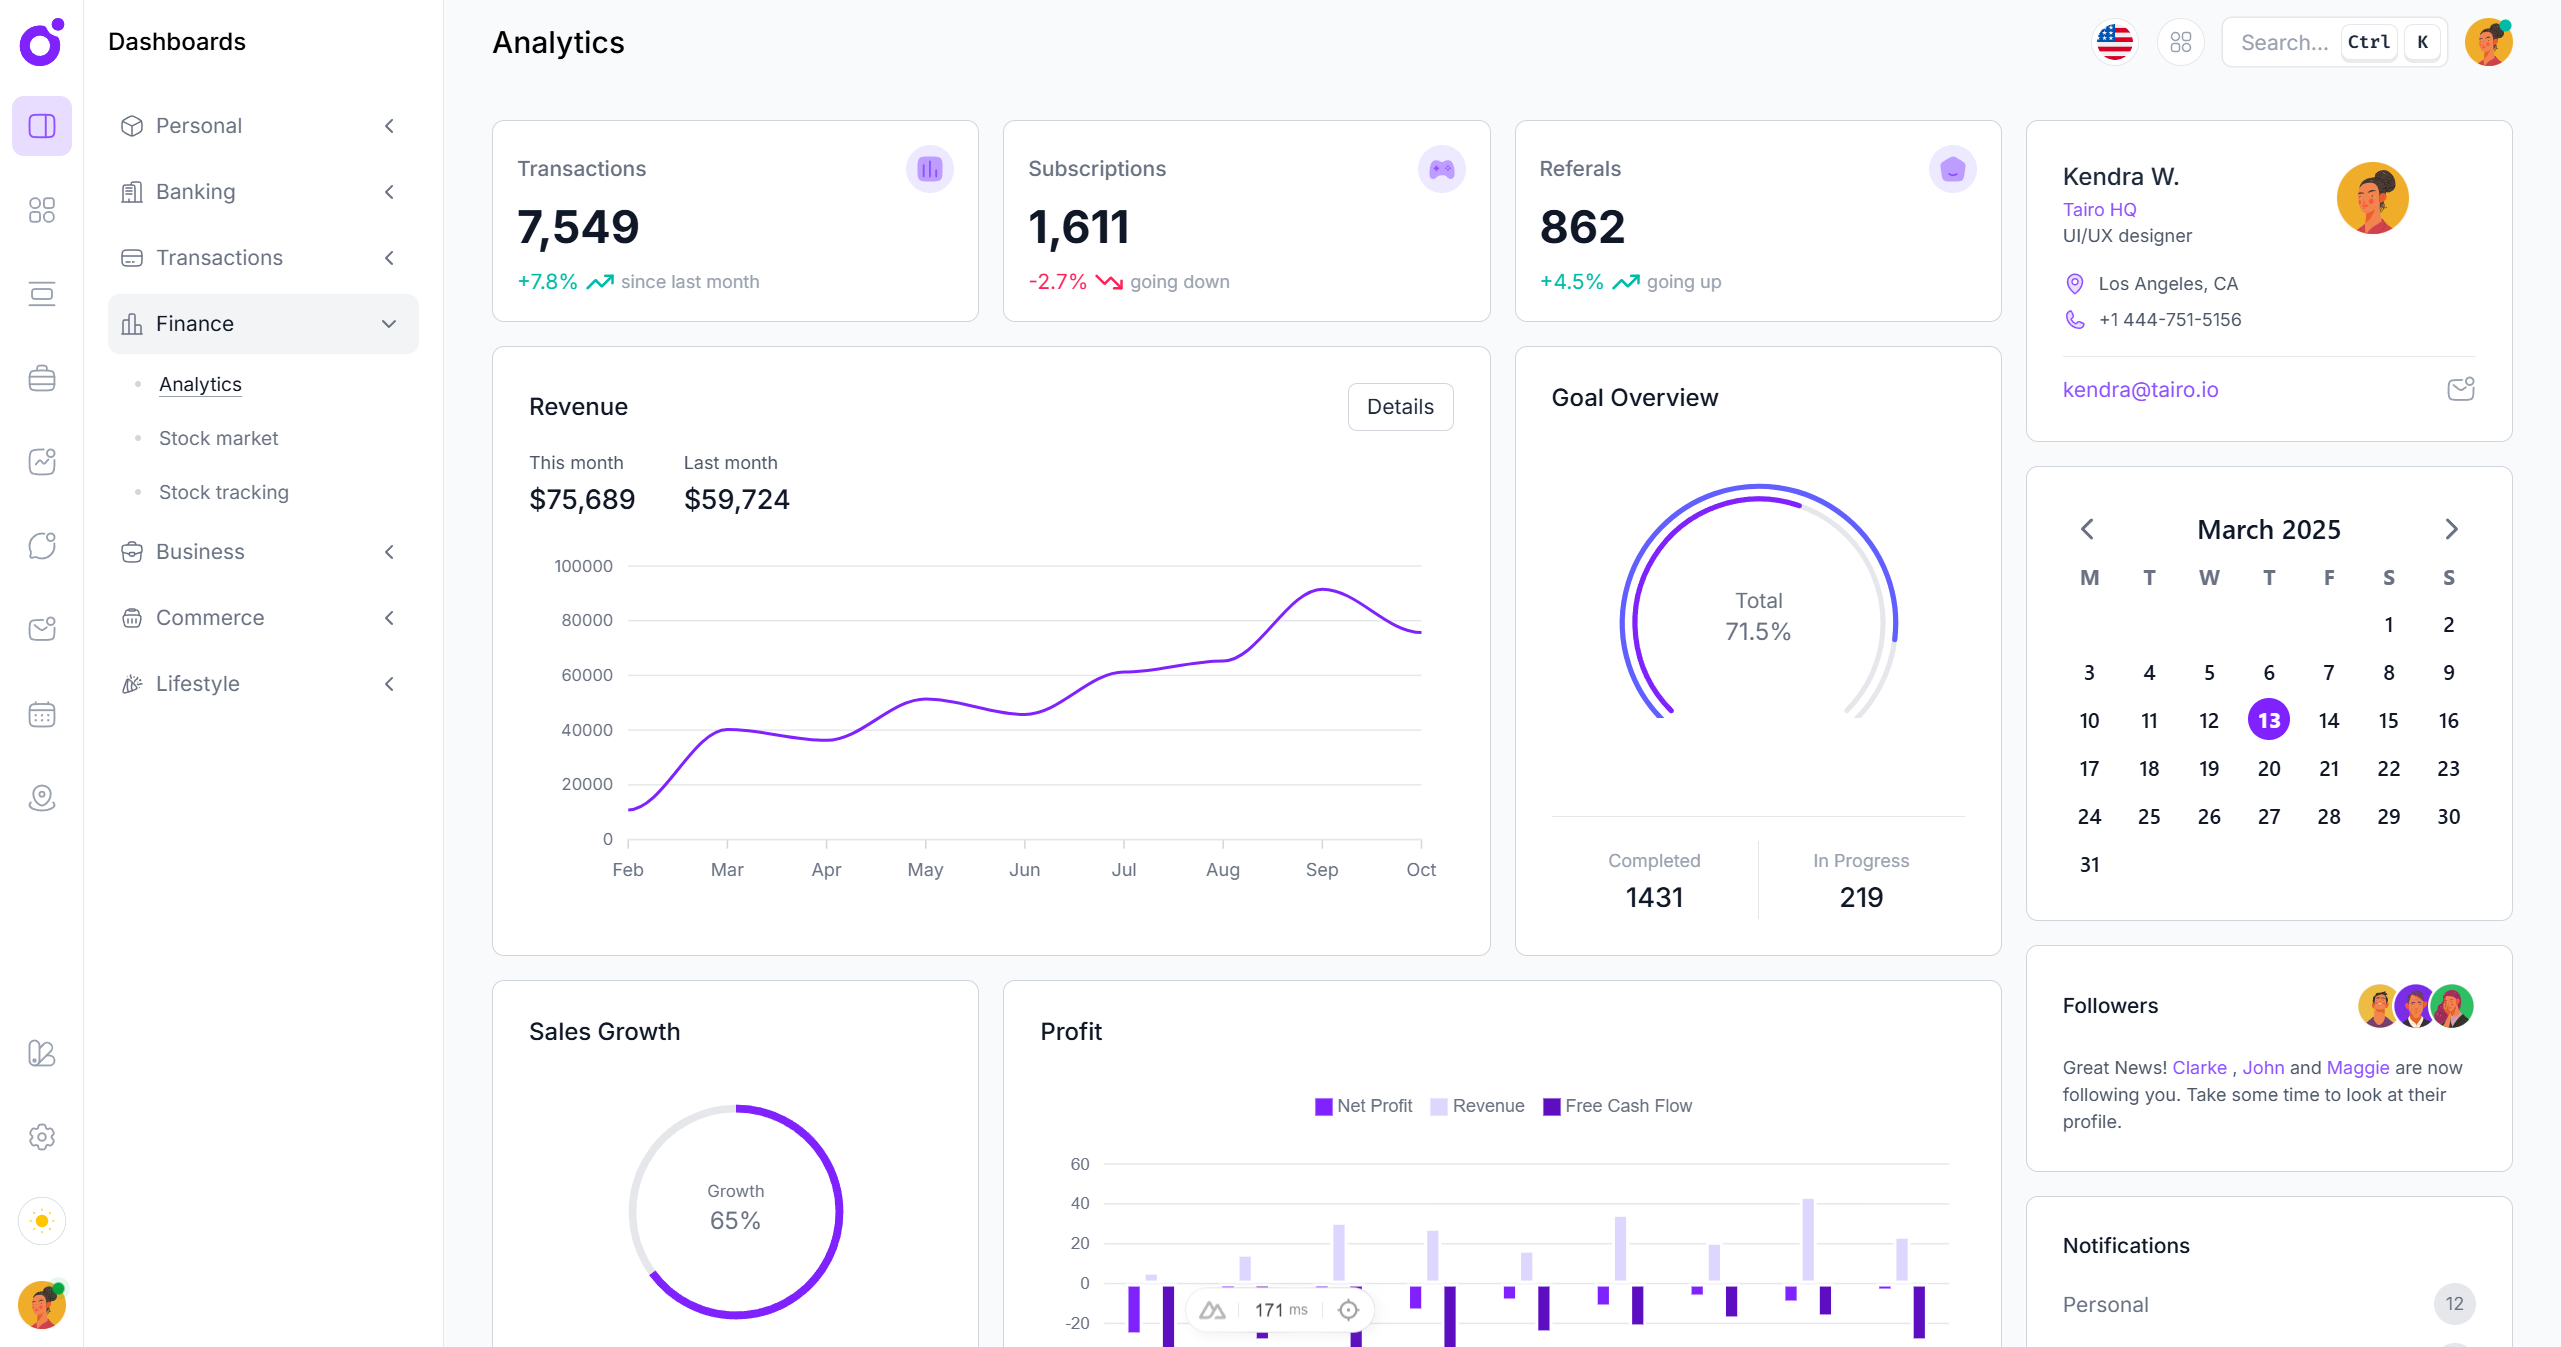 Dashboards
Personal
Banking
Transactions
Finance
Analytics
Stock market
Stock tracking
Business
Commerce
Lifestyle
Analytics
Search... Ctrl K
Transactions
7,549
+7.8% since last month
Subscriptions
1,611
-2.7% going down
Referals
862
+4.5% going up
Revenue
Details
This month Last month
$75,689 $59,724
100000
80000
60000
40000
20000
0
Feb Mar Apr May Jun Jul Aug Sep Oct
Goal Overview
Total
71.5%
Completed In Progress
1431 219
Sales Growth
Growth
65%
Profit
Net Profit Revenue Free Cash Flow
60
40
20
0
-20
171 ms
Kendra W.
Tairo HQ
UI/UX designer
Los Angeles, CA
+1 444-751-5156
kendra@tairo.io
March 2025
M T W T F S S
1 2
3 4 5 6 7 8 9
10 11 12 13 14 15 16
17 18 19 20 21 22 23
24 25 26 27 28 29 30
31
Followers
Great News! Clarke , John and Maggie are now
following you. Take some time to look at their
profile.
Notifications
Personal 12